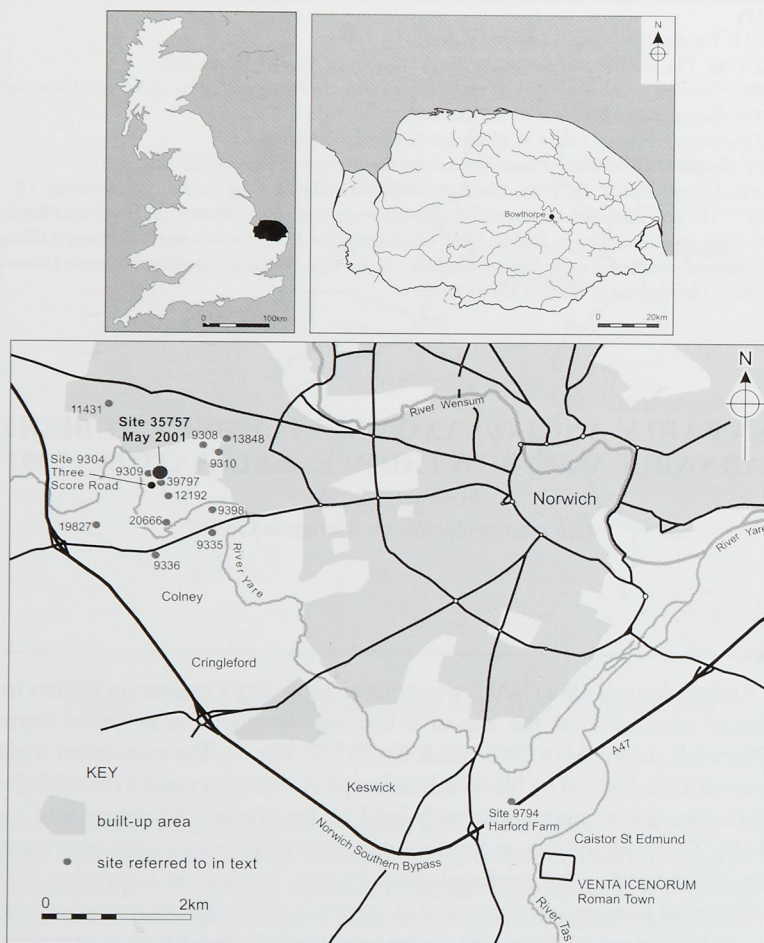 N
Bowthorpe
0
100km
0
20km
N
11431
Site 35757
May 2001
9308
13848
9310
Site 9304
Three
Score Road
9309
39797
12192
19827
20666
9398
9335
9336
River Wensum
Norwich
River Yare
River Yare
Colney
Cringleford
KEY
built-up area
site referred to in text
0
2km
Keswick
Norwich Southern Bypass
A47
Site 9794
Harford Farm
Caistor St Edmund
VENTA ICENORUM
Roman Town
River Tas